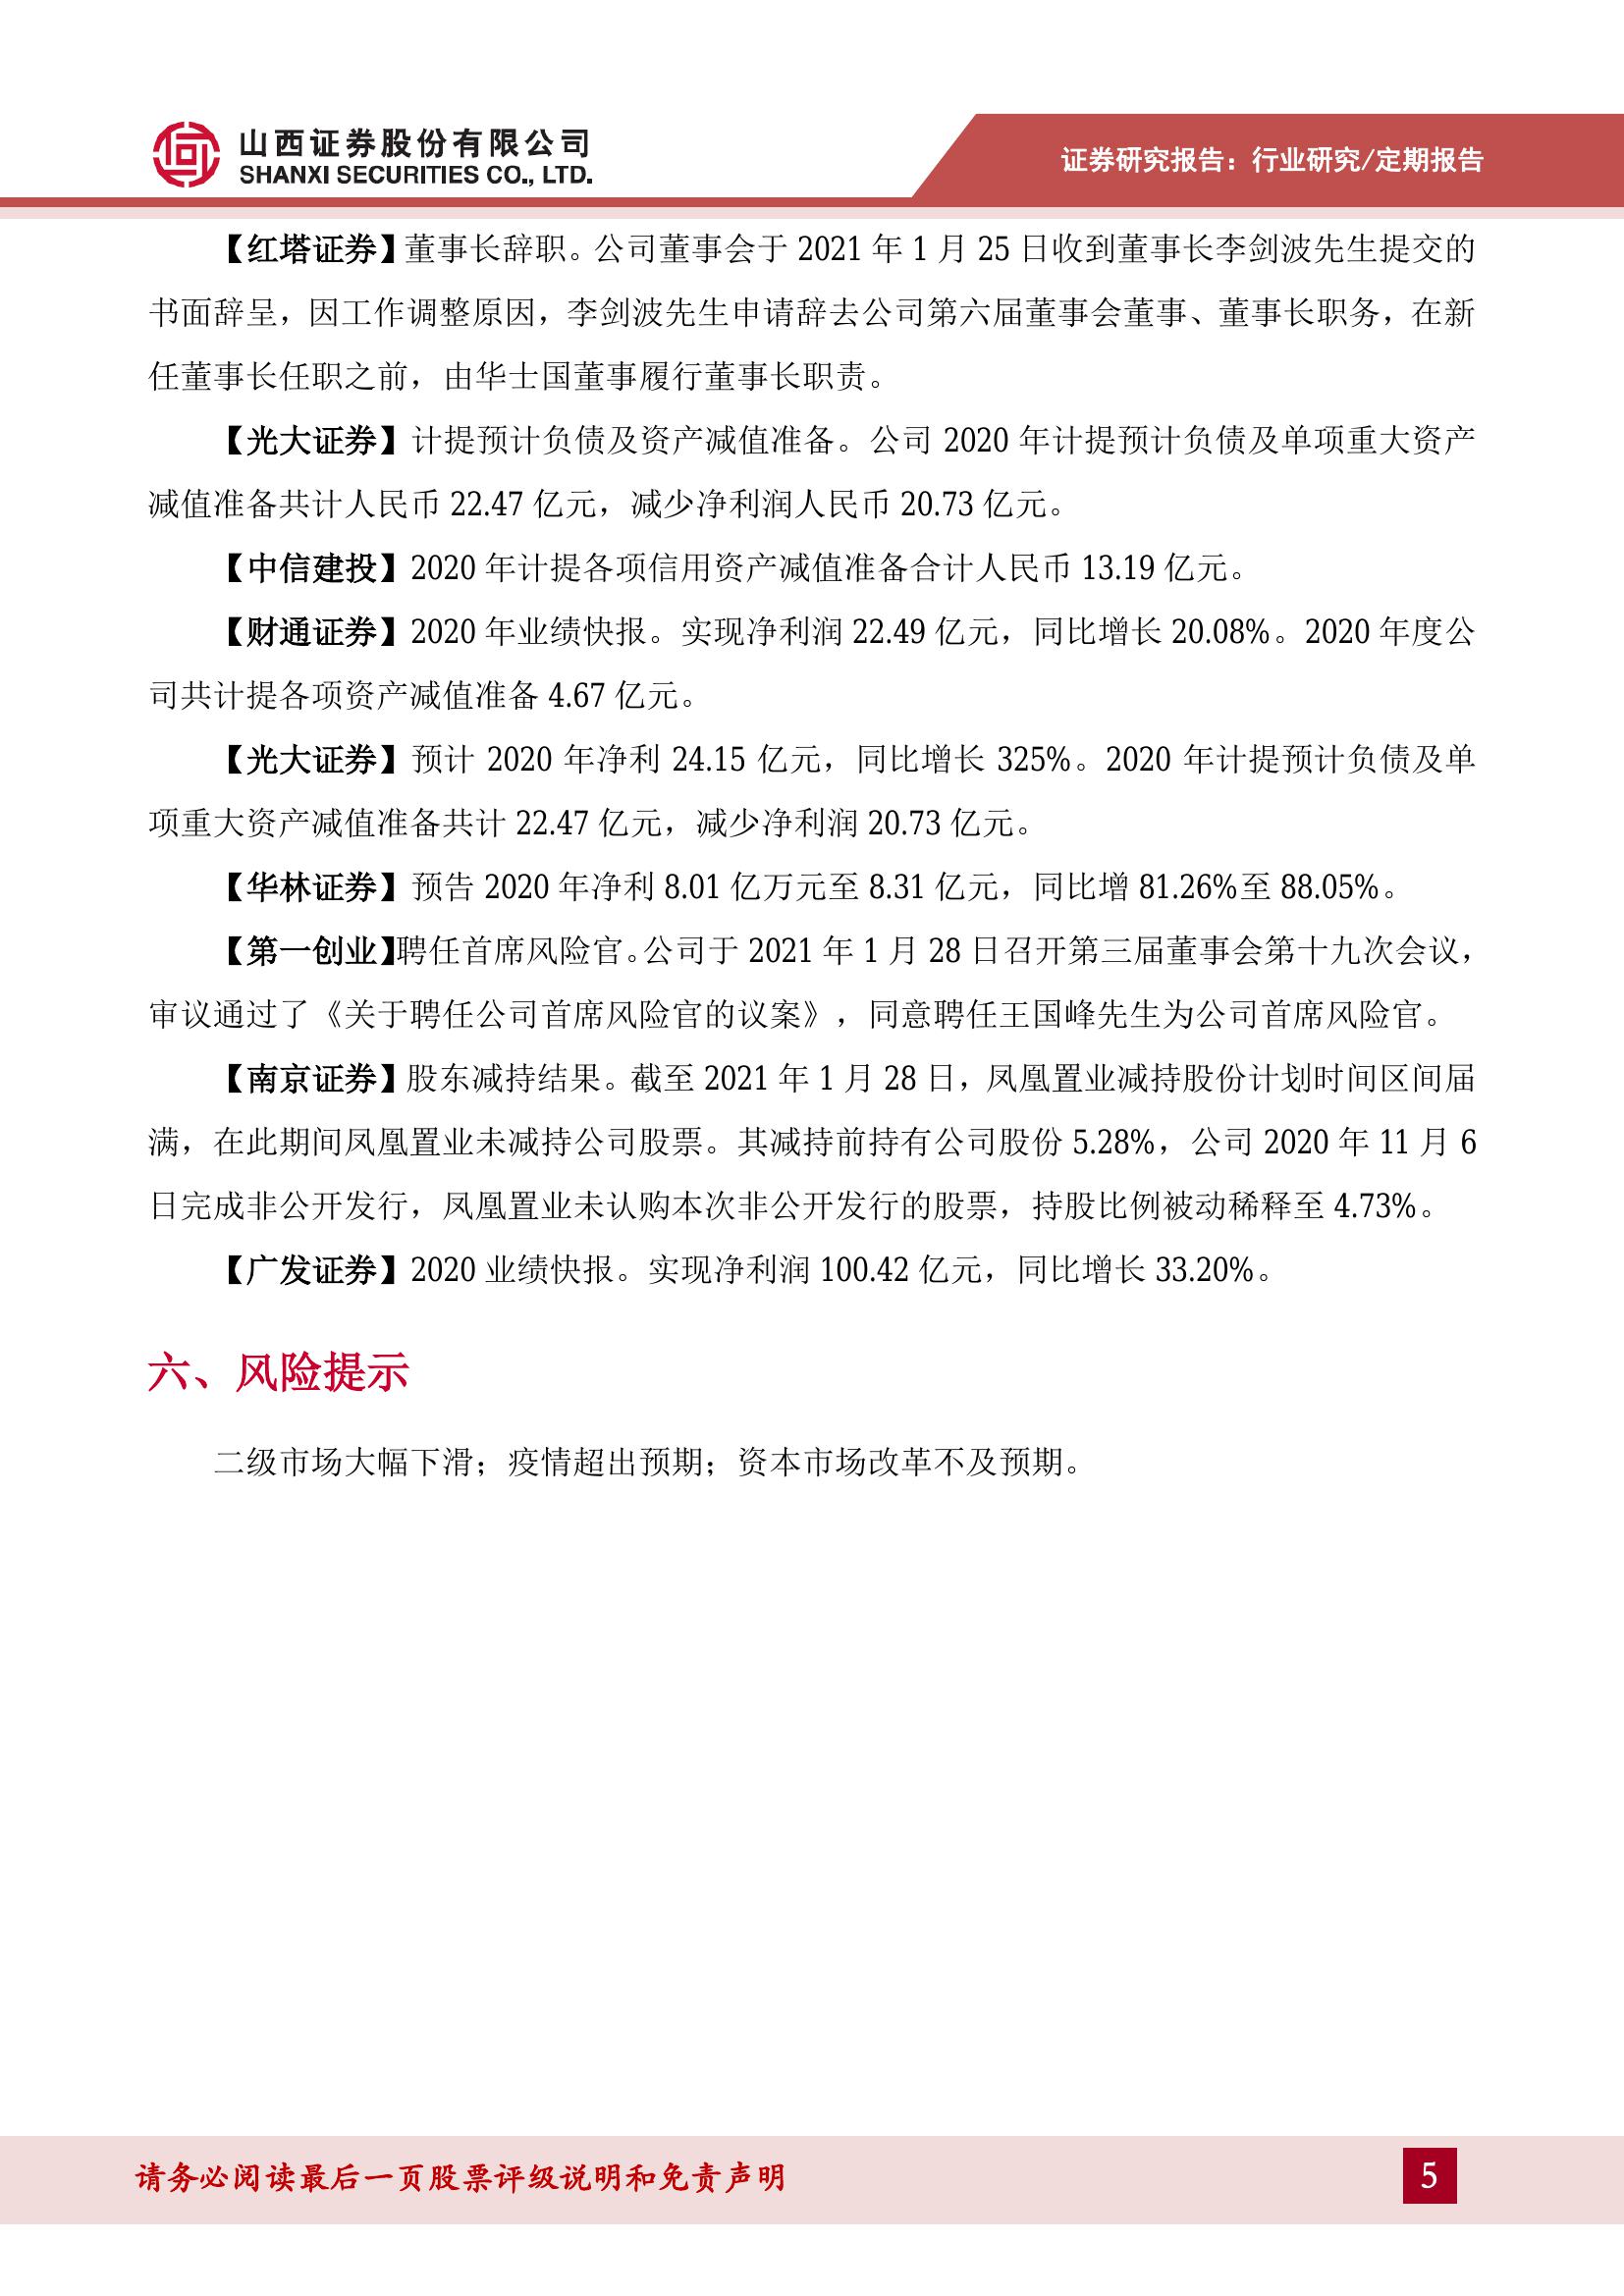 山西证券股份有限公司
SHANXI SECURITIES CO., LTD.
证券研究报告：行业研究/定期报告
【红塔证券】董事长辞职。公司董事会于 2021 年 1 月 25 日收到董事长李剑波先生提交的
书面辞呈，因工作调整原因，李剑波先生申请辞去公司第六届董事会董事、董事长职务，在新
任董事长任职之前，由华士国董事履行董事长职责。
【光大证券】计提预计负债及资产减值准备。公司 2020 年计提预计负债及单项重大资产
减值准备共计人民币 22.47 亿元，减少净利润人民币 20.73 亿元。
【中信建投】2020 年计提各项信用资产减值准备合计人民币 13.19 亿元。
【财通证券】2020 年业绩快报。实现净利润 22.49 亿元，同比增长 20.08%。2020 年度公
司共计提各项资产减值准备 4.67 亿元。
【光大证券】预计 2020 年净利 24.15 亿元，同比增长 325%。2020 年计提预计负债及单
项重大资产减值准备共计 22.47 亿元，减少净利润 20.73 亿元。
【华林证券】预告 2020 年净利 8.01 亿万元至 8.31 亿元，同比增 81.26%至 88.05%。
【第一创业】聘任首席风险官。公司于 2021 年 1 月 28 日召开第三届董事会第十九次会议，
审议通过了《关于聘任公司首席风险官的议案》，同意聘任王国峰先生为公司首席风险官。
【南京证券】股东减持结果。截至 2021 年 1 月 28 日，凤凰置业减持股份计划时间区间届
满，在此期间凤凰置业未减持公司股票。其减持前持有公司股份 5.28%，公司 2020 年 11 月 6
日完成非公开发行，凤凰置业未认购本次非公开发行的股票，持股比例被动稀释至 4.73%。
【广发证券】2020 业绩快报。实现净利润 100.42 亿元，同比增长 33.20%。
六、风险提示
二级市场大幅下滑；疫情超出预期；资本市场改革不及预期。
请务必阅读最后一页股票评级说明和免责声明
5